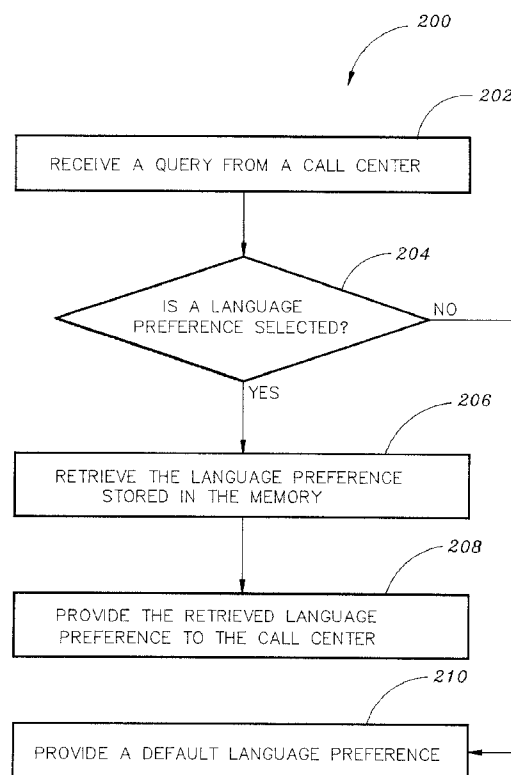 200
202
RECEIVE A QUERY FROM A CALL CENTER
204
IS A LANGUAGE
PREFERENCE SELECTED?
NO
YES
206
RETRIEVE THE LANGUAGE PREFERENCE
STORED IN THE MEMORY
208
PROVIDE THE RETRIEVED LANGUAGE
PREFERENCE TO THE CALL CENTER
210
PROVIDE A DEFAULT LANGUAGE PREFERENCE